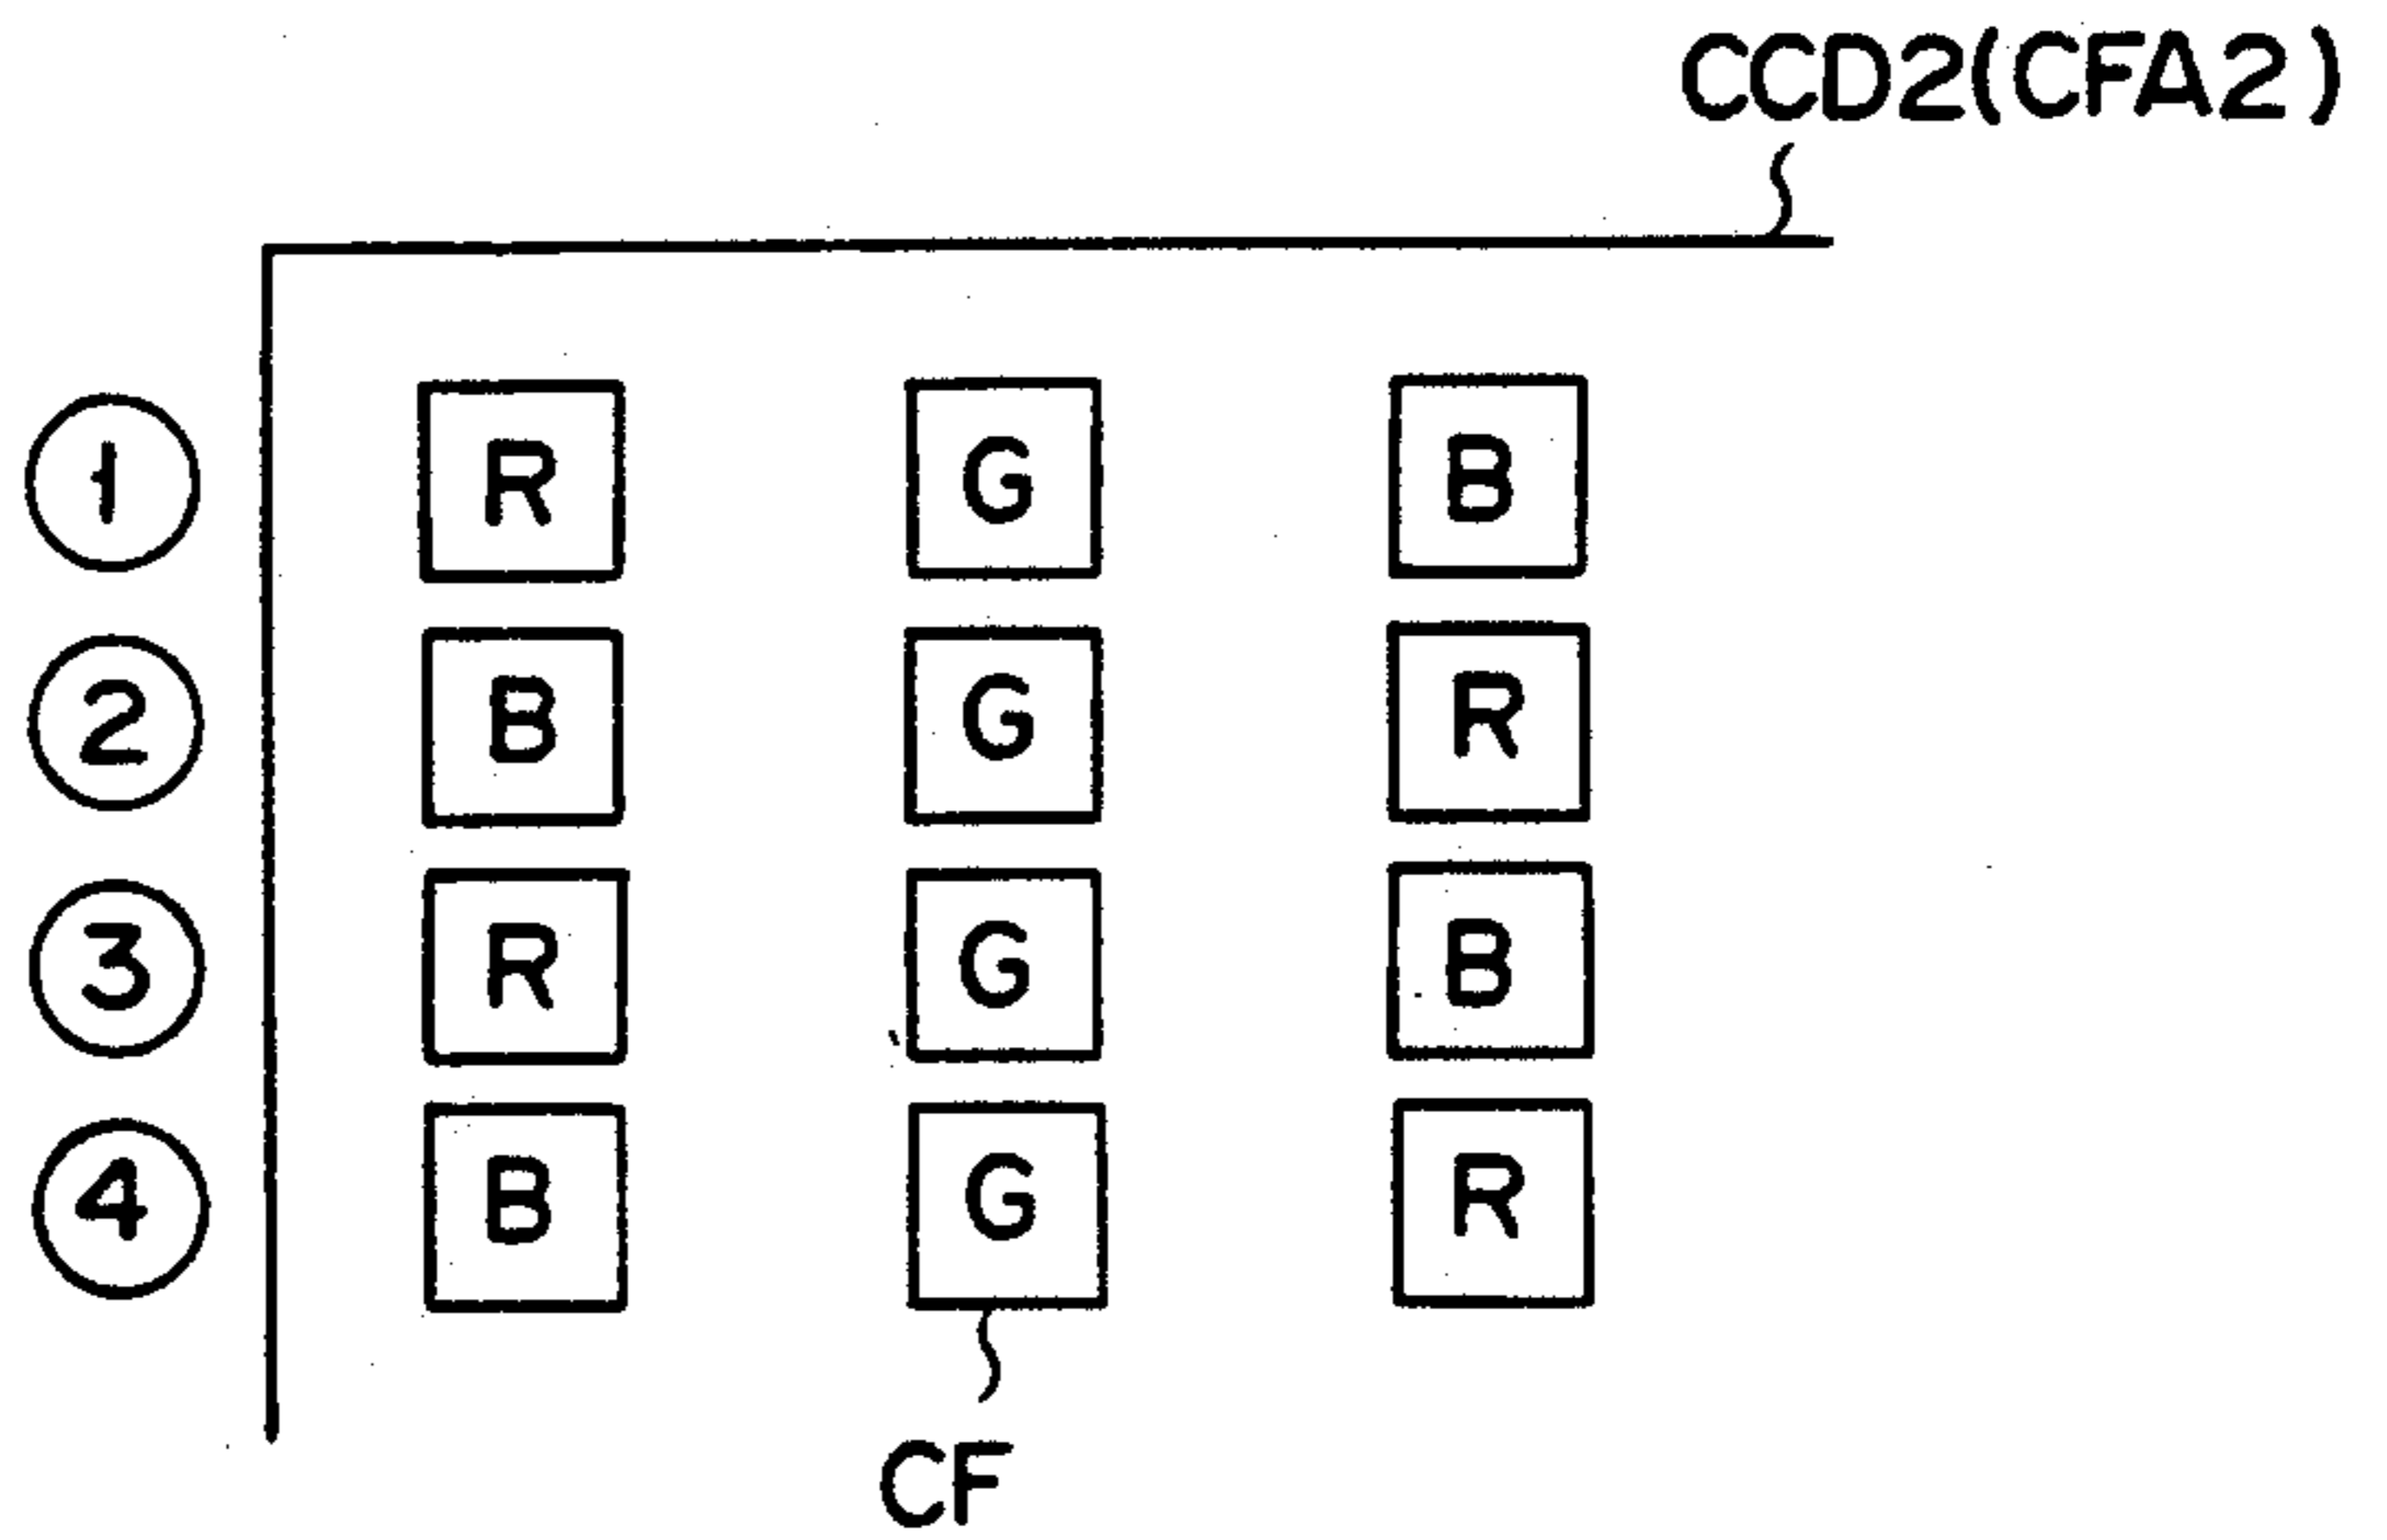 CCD2(CFA2)
① R G B
② B G R
③ R G B
④ B G R
CF